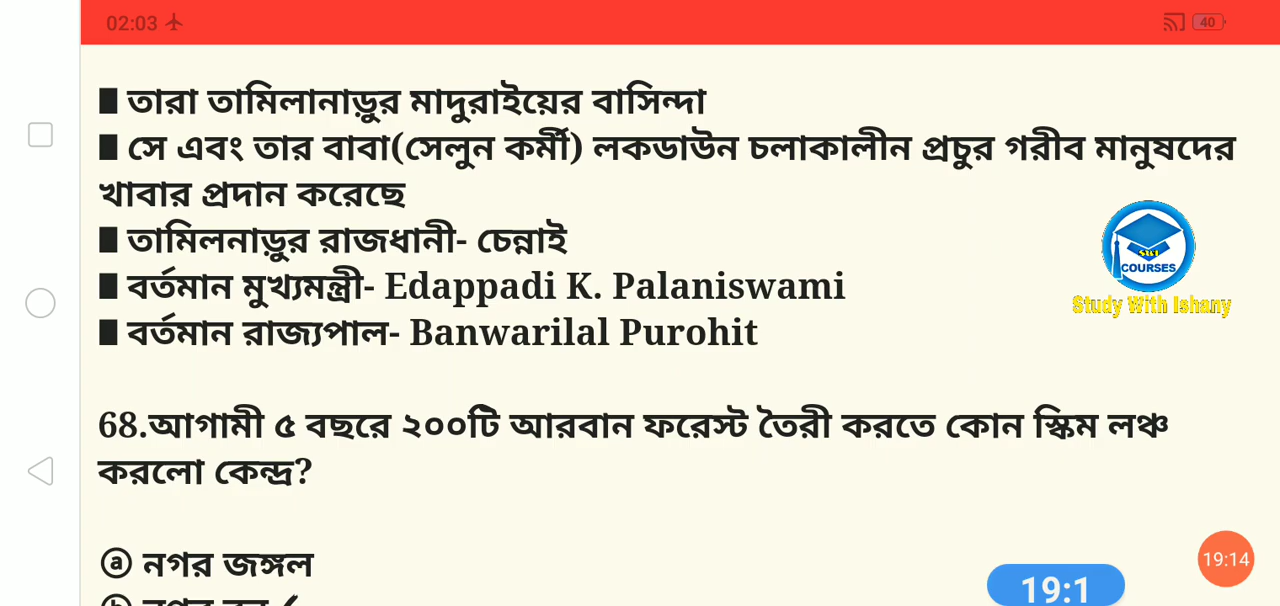 02:03
40
■ তারা তামিলানাড়ুর মাদুরাইয়ের বাসিন্দা
■ সে এবং তার বাবা(সেলুন কর্মী) লকডাউন চলাকালীন প্রচুর গরীব মানুষদের
খাবার প্রদান করেছে
■ তামিলনাড়ুর রাজধানী- চেন্নাই
■ বর্তমান মুখ্যমন্ত্রী- Edappadi K. Palaniswami
■ বর্তমান রাজ্যপাল- Banwarilal Purohit
COURSES
Study With Ishany
68.আগামী ৫ বছরে ২০০টি আরবান ফরেস্ট তৈরী করতে কোন স্কিম লঞ্চ
করলো কেন্দ্র?
ⓐ নগর জঙ্গল
19:14
19:1